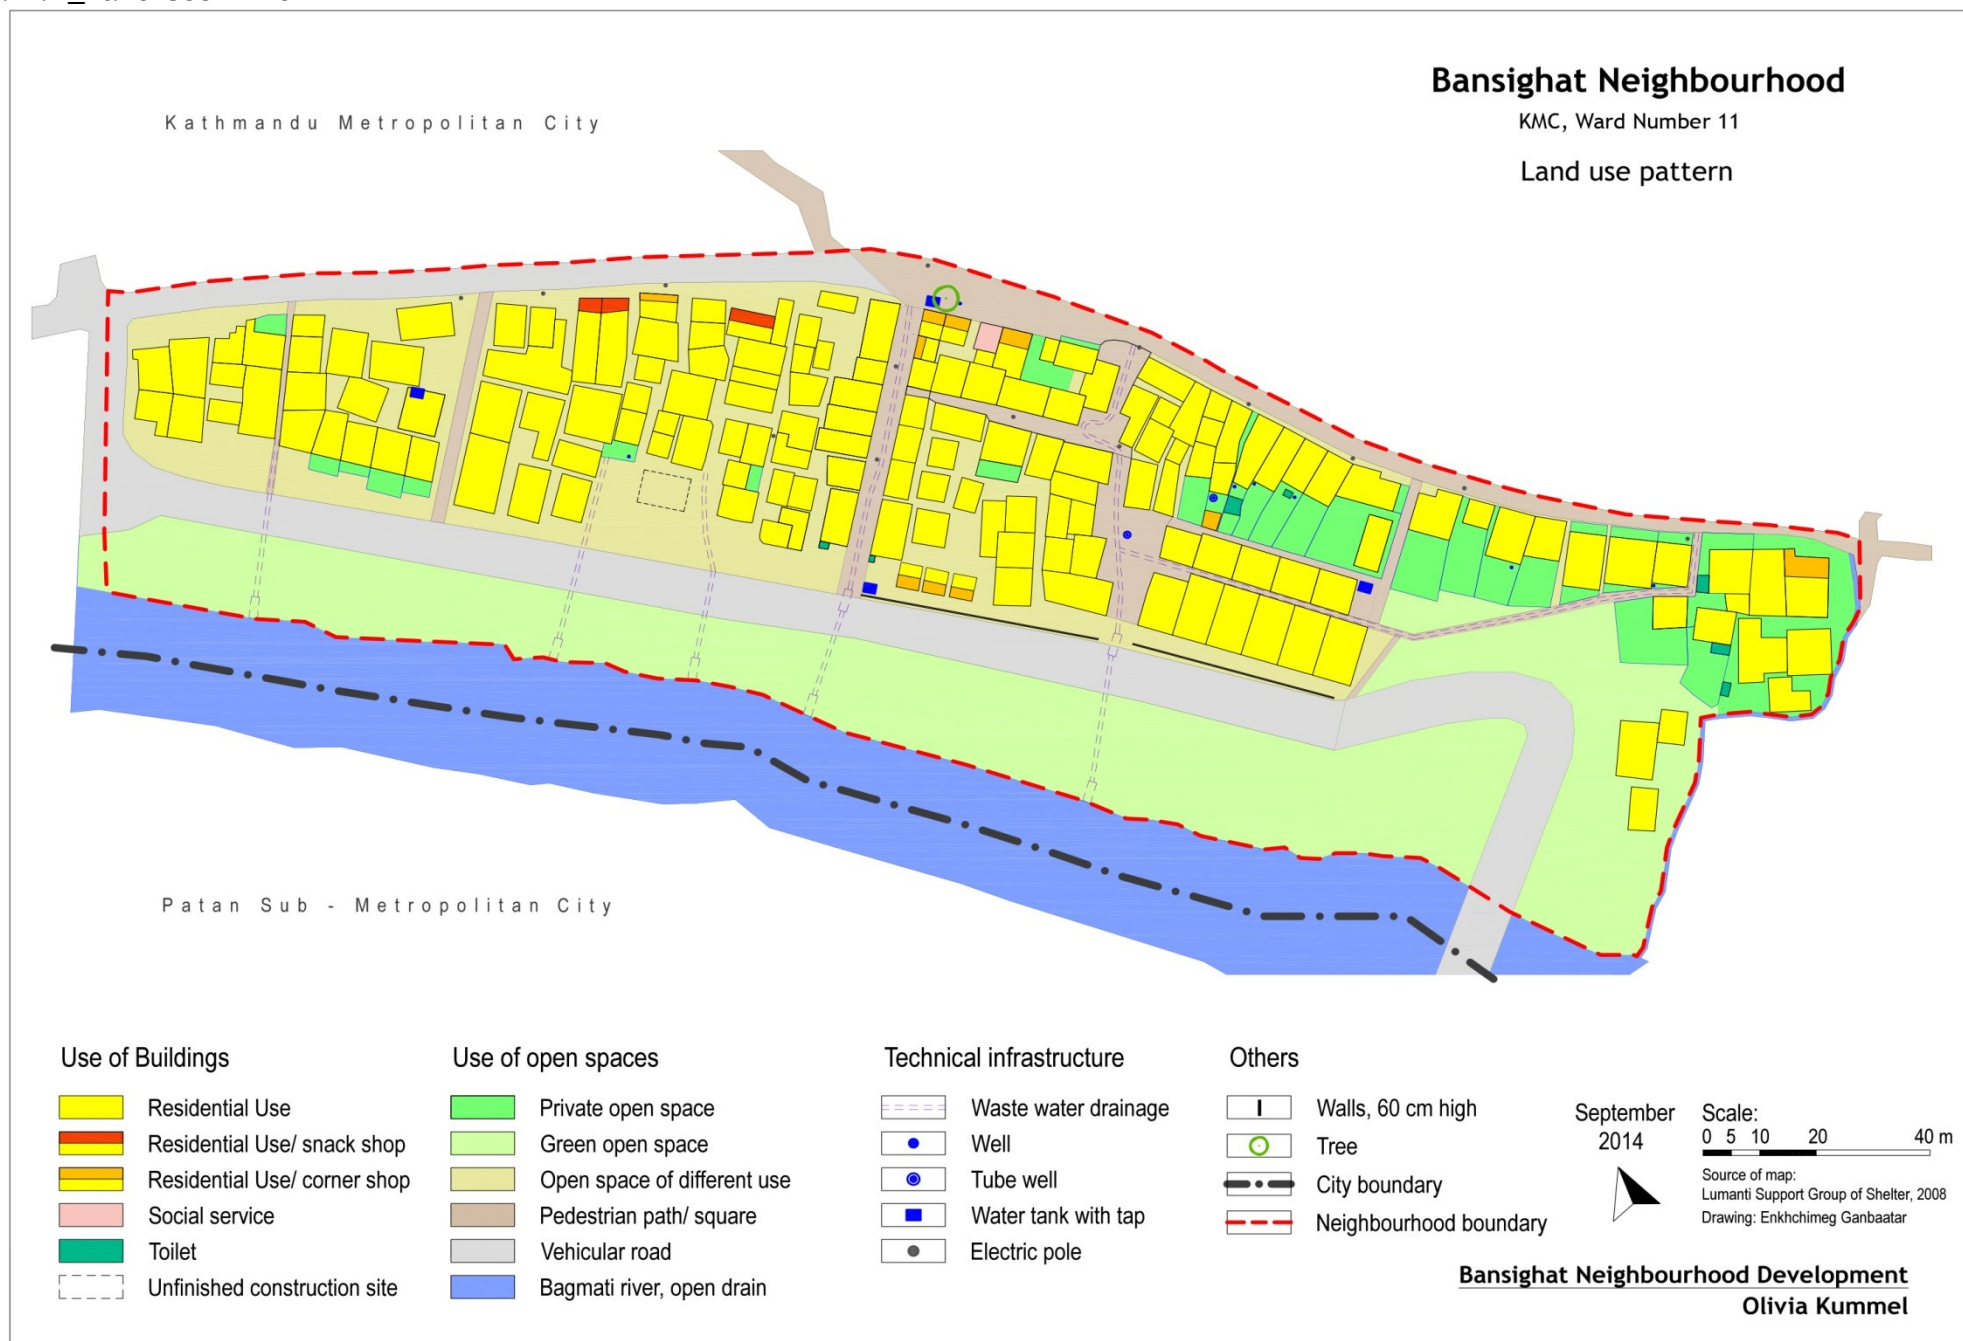 Bansighat Neighbourhood
KMC, Ward Number 11
Land use pattern
Kathmandu Metropolitan City
Patan Sub - Metropolitan City
Use of Buildings
Residential Use
Residential Use/ snack shop
Residential Use/ corner shop
Social service
Toilet
Unfinished construction site
Use of open spaces
Private open space
Green open space
Open space of different use
Pedestrian path/ square
Vehicular road
Bagmati river, open drain
Technical infrastructure
Waste water drainage
Well
Tube well
Water tank with tap
Electric pole
Others
Walls, 60 cm high
Tree
City boundary
Neighbourhood boundary
September
2014
Scale:
0 5 10 20 40 m
Source of map:
Lumanti Support Group of Shelter, 2008
Drawing: Enkhchimeg Ganbaatar
Bansighat Neighbourhood Development
Olivia Kummel